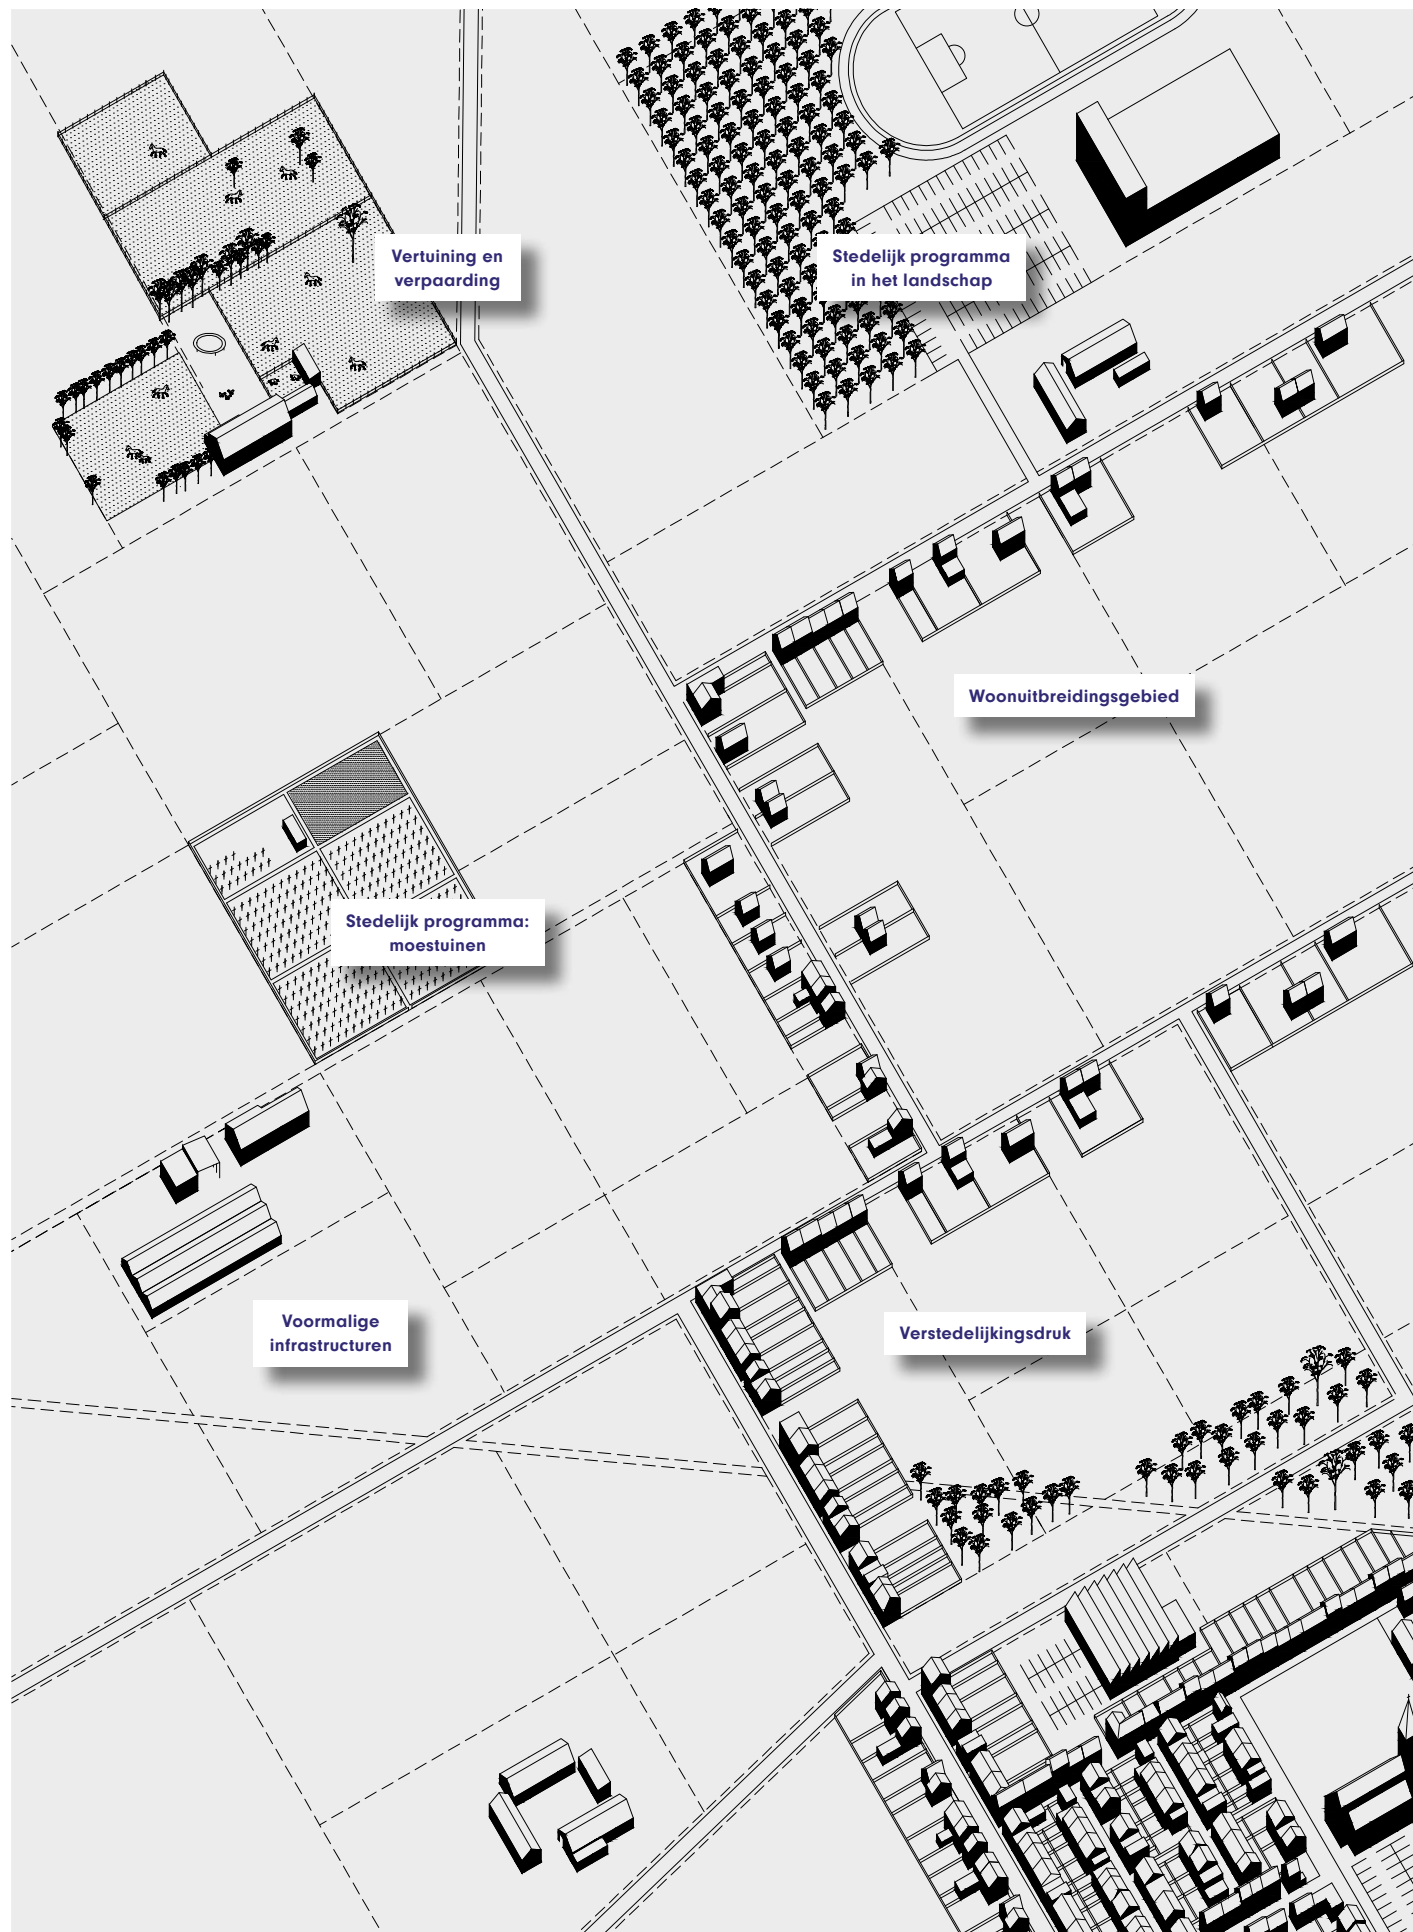 Vertuining en
verpaarding
Stedelijk programma
in het landschap
Woonuitbreidingsgebied
Stedelijk programma:
moestuinen
Voormalige
infrastructuren
Verstedelijkingsdruk